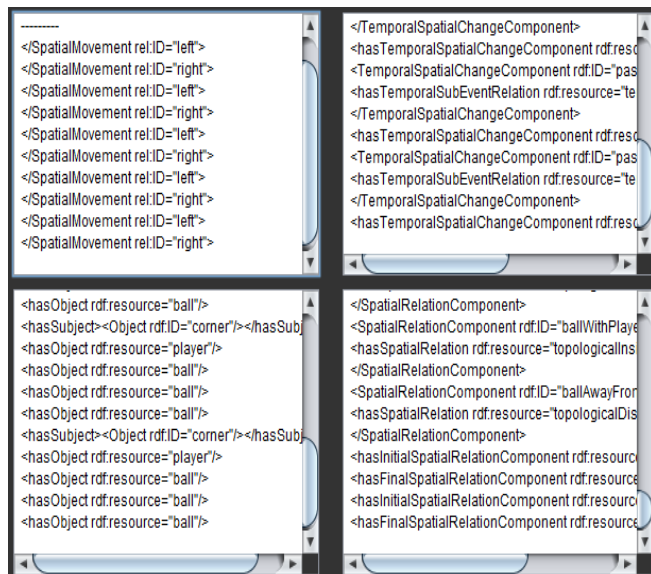 ---------
</SpatialMovement rel:ID="left">
</SpatialMovement rel:ID="right">
</SpatialMovement rel:ID="left">
</SpatialMovement rel:ID="right">
</SpatialMovement rel:ID="left">
</SpatialMovement rel:ID="right">
</SpatialMovement rel:ID="left">
</SpatialMovement rel:ID="right">
</SpatialMovement rel:ID="left">
</SpatialMovement rel:ID="right">
</TemporalSpatialChangeComponent>
<hasTemporalSpatialChangeComponent rdf:reso
<TemporalSpatialChangeComponent rdf:ID="pas
<hasTemporalSubEventRelation rdf:resource="te
</TemporalSpatialChangeComponent>
<hasTemporalSpatialChangeComponent rdf:reso
<TemporalSpatialChangeComponent rdf:ID="pas
<hasTemporalSubEventRelation rdf:resource="te
</TemporalSpatialChangeComponent>
<hasTemporalSpatialChangeComponent rdf:reso
<hasObject rdf:resource="ball"/>
<hasSubject><Object rdf:ID="corner"/></hasSubj
<hasObject rdf:resource="player"/>
<hasObject rdf:resource="ball"/>
<hasObject rdf:resource="ball"/>
<hasObject rdf:resource="ball"/>
<hasSubject><Object rdf:ID="corner"/></hasSubj
<hasObject rdf:resource="player"/>
<hasObject rdf:resource="ball"/>
<hasObject rdf:resource="ball"/>
<hasObject rdf:resource="ball"/>
</SpatialRelationComponent>
<SpatialRelationComponent rdf:ID="ballWithPlaye
<hasSpatialRelation rdf:resource="topologicalIns
</SpatialRelationComponent>
<SpatialRelationComponent rdf:ID="ballAwayFron
<hasSpatialRelation rdf:resource="topologicalDis
</SpatialRelationComponent>
<hasInitialSpatialRelationComponent rdf:resourc
<hasFinalSpatialRelationComponent rdf:resource
<hasInitialSpatialRelationComponent rdf:resourc
<hasFinalSpatialRelationComponent rdf:resource